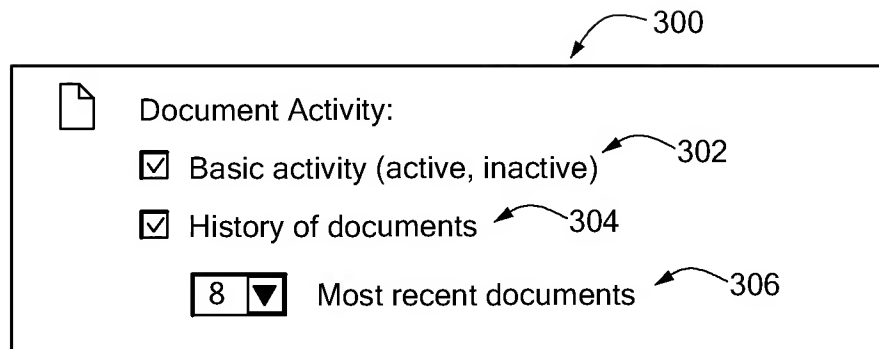 300
Document Activity:
Basic activity (active, inactive) 302
History of documents 304
8 Most recent documents 306